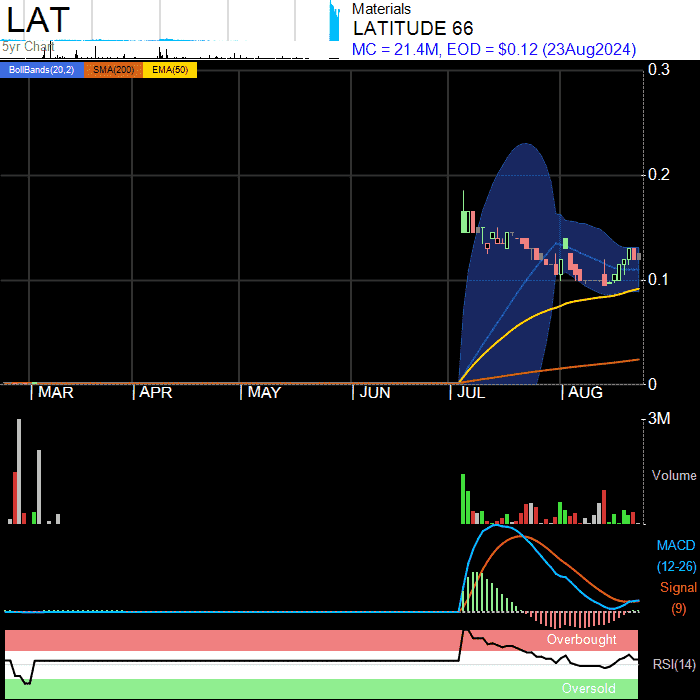 LAT
5yr Chart
Materials
LATITUDE 66
MC = 21.4M, EOD = $0.12 (23Aug2024)
BollBands(20,2) SMA(200) EMA(50)
0.3
0.2
0.1
0
MAR APR MAY JUN JUL AUG
3M
Volume
MACD
(12-26)
Signal
(9)
Overbought
RSI(14)
Oversold